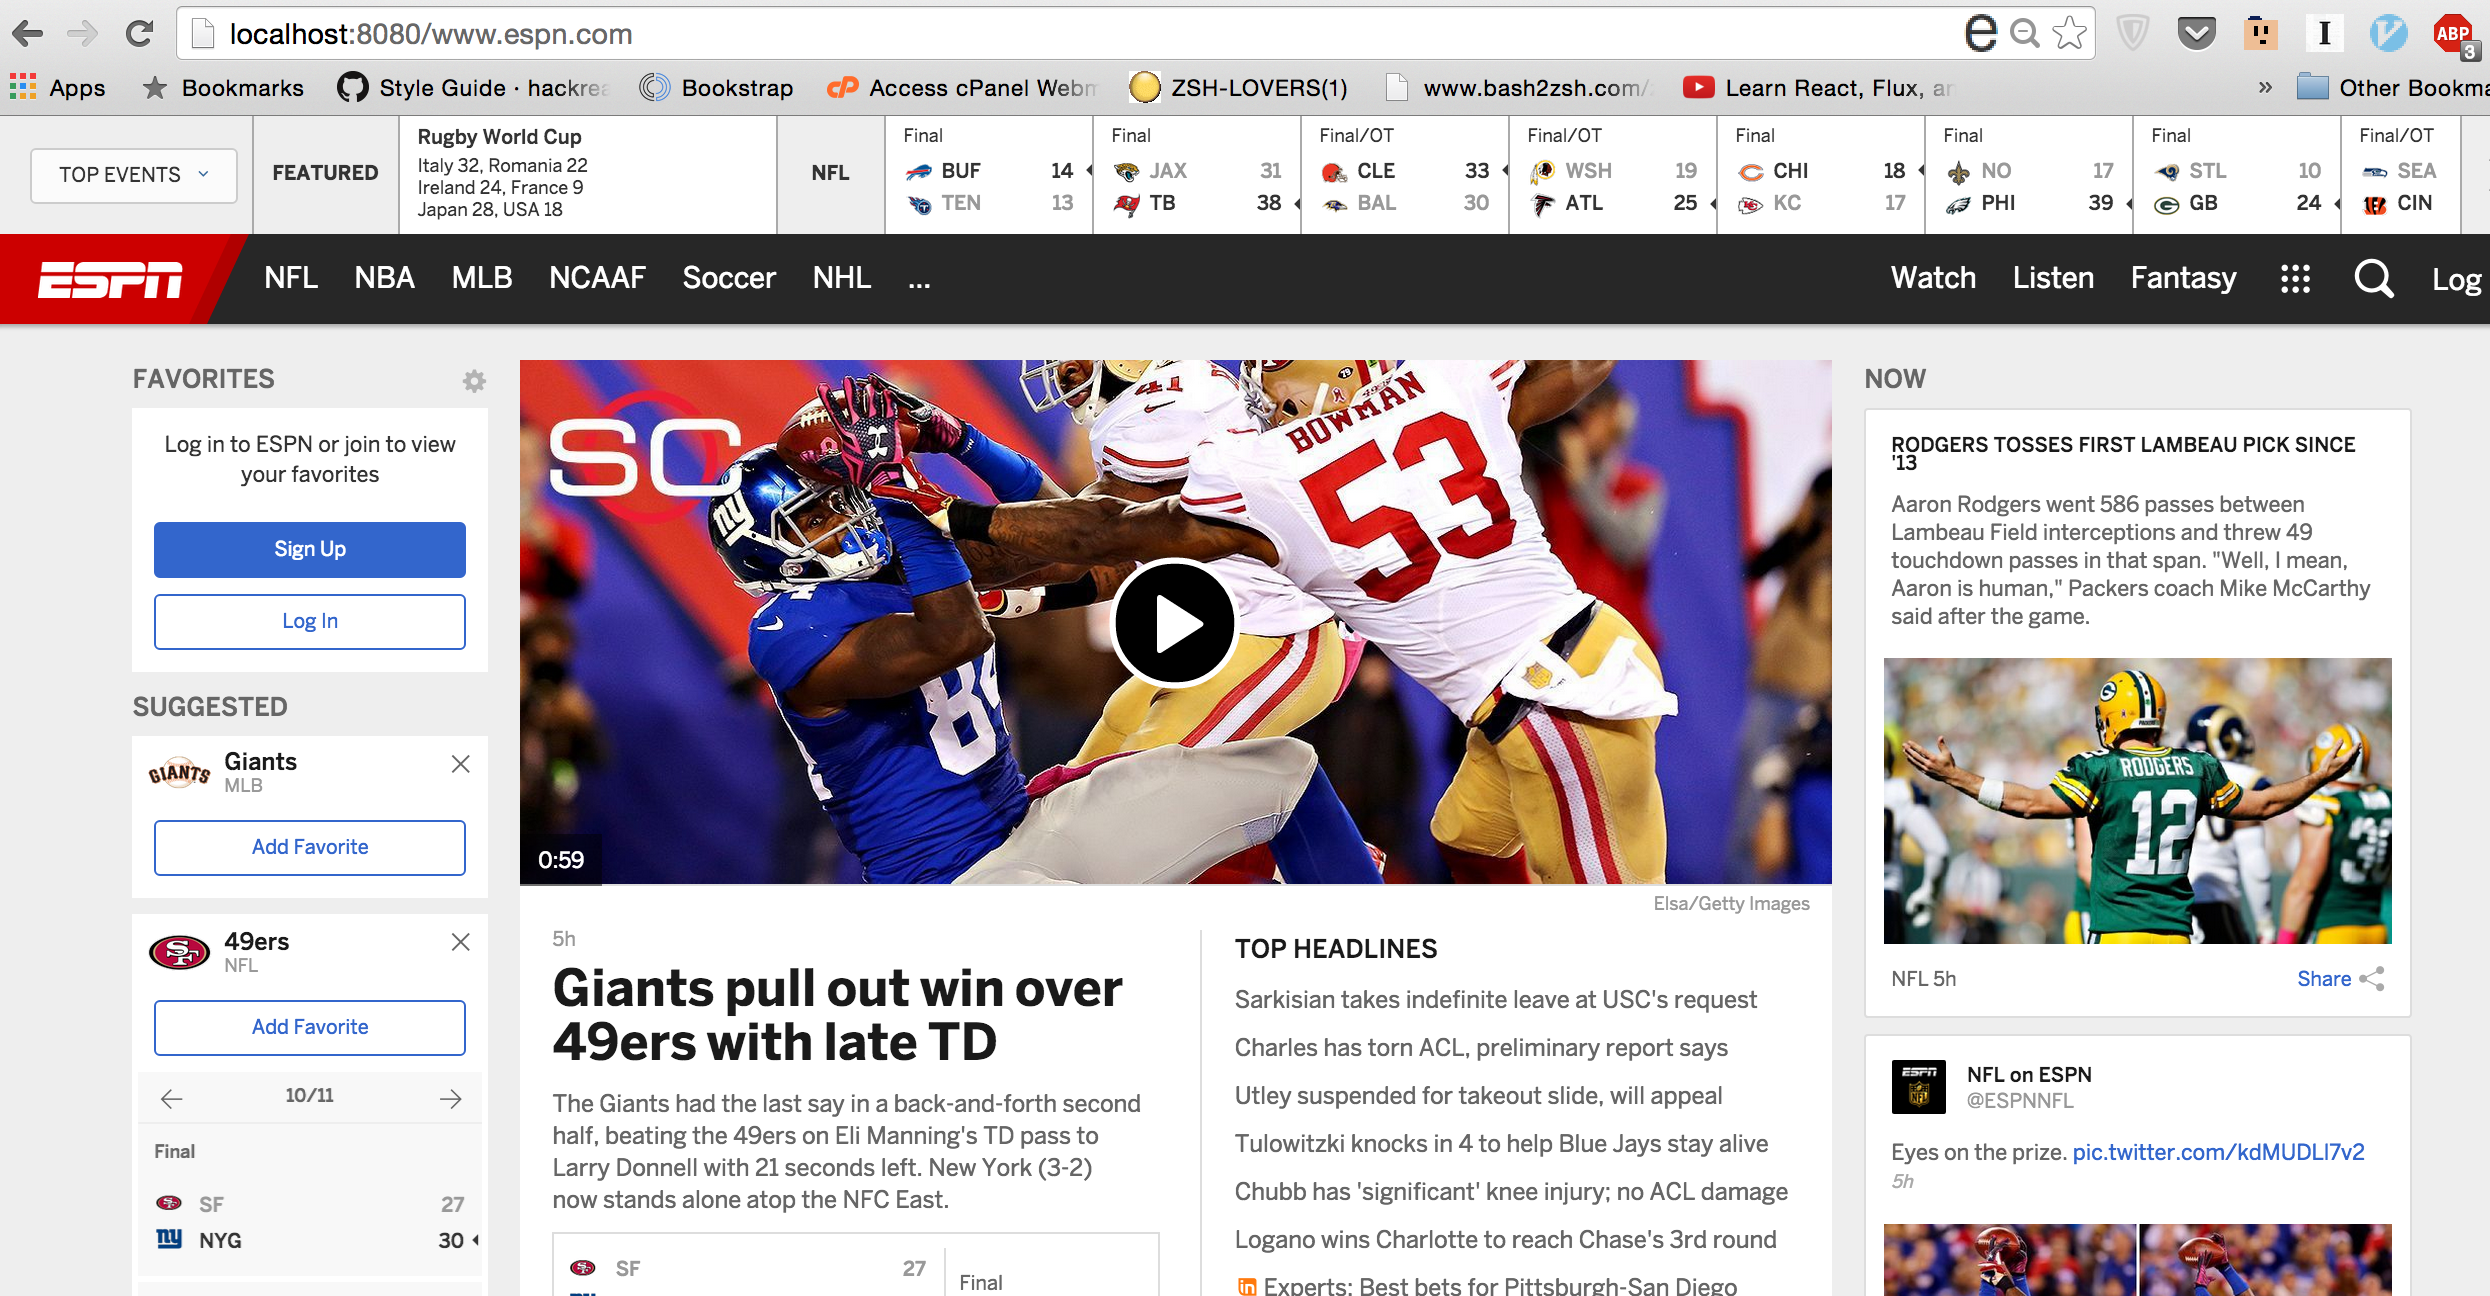 localhost:8080/www.espn.com
ABP
3
Apps
Bookmarks
Style Guide · hackrea
Bookstrap
cP Access cPanel Webm
ZSH-LOVERS(1)
www.bash2zsh.com/
Learn React, Flux, an
»
Other Bookma
TOP EVENTS
FEATURED
Rugby World Cup
Italy 32, Romania 22
Ireland 24, France 9
Japan 28, USA 18
NFL
Final
BUF 14
TEN 13
Final
JAX 31
TB 38
Final/OT
CLE 33
BAL 30
Final/OT
WSH 19
ATL 25
Final
CHI 18
KC 17
Final
NO 17
PHI 39
Final
STL 10
GB 24
Final/OT
SEA
CIN
ESPN
NFL NBA MLB NCAAF Soccer NHL ...
Watch Listen Fantasy
Log
FAVORITES
Log in to ESPN or join to view
your favorites
Sign Up
Log In
SUGGESTED
GIANTS
Giants
MLB
Add Favorite
SF
49ers
NFL
Add Favorite
10/11
Final
SF 27
ny NYG 30
SC
ny
84
41
BOWMAN
53
0:59
Elsa/Getty Images
5h
Giants pull out win over
49ers with late TD
The Giants had the last say in a back-and-forth second
half, beating the 49ers on Eli Manning's TD pass to
Larry Donnell with 21 seconds left. New York (3-2)
now stands alone atop the NFC East.
SF 27
Final
TOP HEADLINES
Sarkisian takes indefinite leave at USC's request
Charles has torn ACL, preliminary report says
Utley suspended for takeout slide, will appeal
Tulowitzki knocks in 4 to help Blue Jays stay alive
Chubb has 'significant' knee injury; no ACL damage
Logano wins Charlotte to reach Chase's 3rd round
in Experts: Best bets for Pittsburgh-San Diego
NOW
RODGERS TOSSES FIRST LAMBEAU PICK SINCE
'13
Aaron Rodgers went 586 passes between
Lambeau Field interceptions and threw 49
touchdown passes in that span. "Well, I mean,
Aaron is human," Packers coach Mike McCarthy
said after the game.
G
RODGERS
12
NFL 5h
Share
ESPN
NFL
NFL on ESPN
@ESPNNFL
Eyes on the prize. pic.twitter.com/kdMUDLl7v2
5h